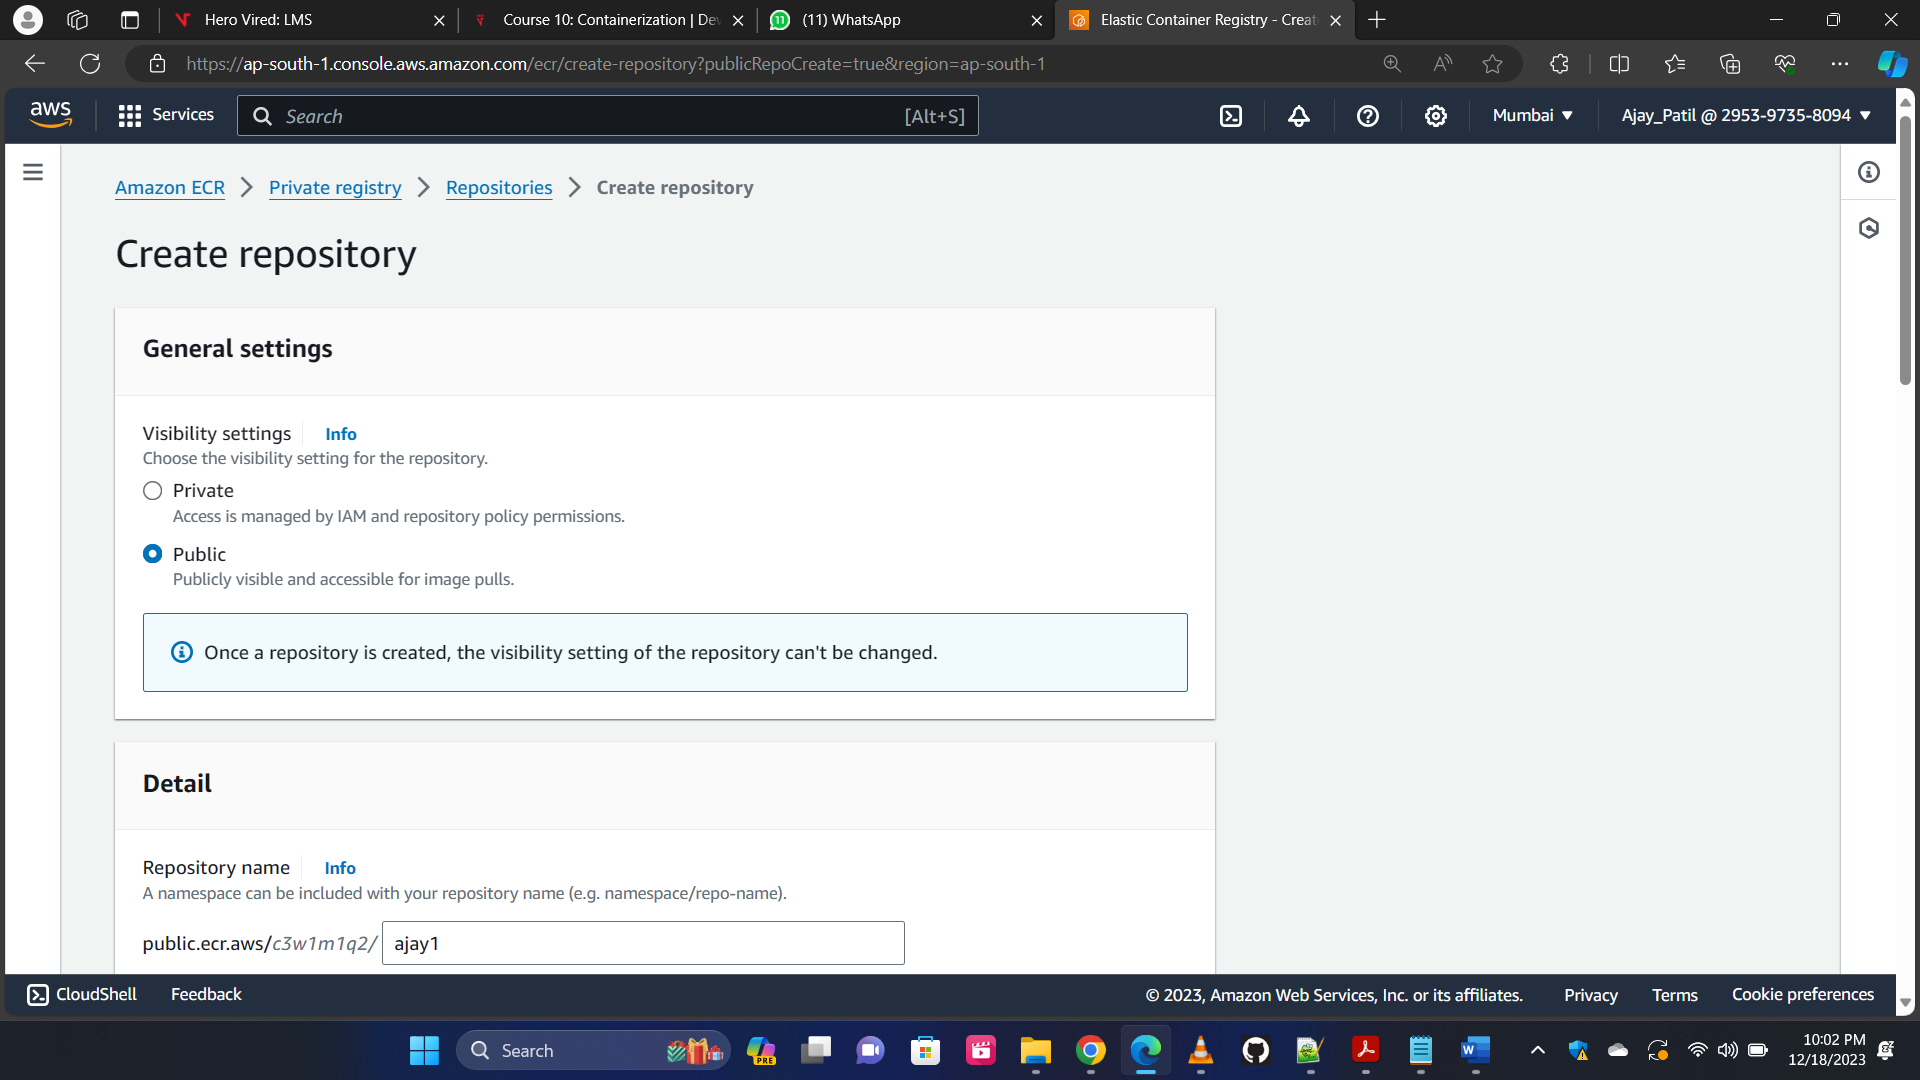 Hero Vired: LMS
Course 10: Containerization | De
(11) WhatsApp
Elastic Container Registry - Creat
https://ap-south-1.console.aws.amazon.com/ecr/create-repository?publicRepoCreate=true&region=ap-south-1
aws
Services
Search
[Alt+S]
Mumbai
Ajay_Patil @ 2953-9735-8094
Amazon ECR
Private registry
Repositories
Create repository
Create repository
General settings
Visibility settings
Info
Choose the visibility setting for the repository.
Private
Access is managed by IAM and repository policy permissions.
Public
Publicly visible and accessible for image pulls.
Once a repository is created, the visibility setting of the repository can't be changed.
Detail
Repository name
Info
A namespace can be included with your repository name (e.g. namespace/repo-name).
public.ecr.aws/c3w1m1q2/
ajay1
CloudShell
Feedback
© 2023, Amazon Web Services, Inc. or its affiliates.
Privacy
Terms
Cookie preferences
Search
PRE
10:02 PM
12/18/2023